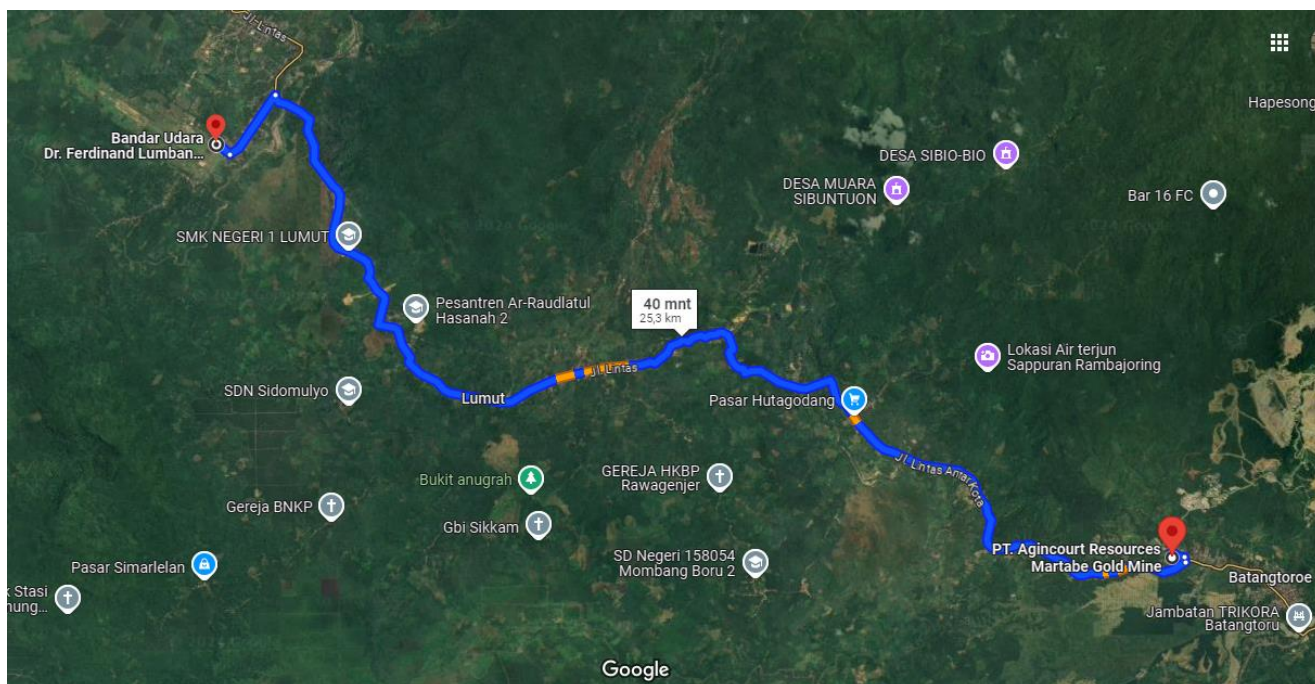 Jl. Lintas
Hapesong
Bandar Udara
Dr. Ferdinand Lumban...
DESA SIBIO-BIO
DESA MUARA
SIBUNTUON
Bar 16 FC
SMK NEGERI 1 LUMUT
Pesantren Ar-Raudlatul
Hasanah 2
40 mnt
25,3 km
Lokasi Air terjun
Sappuran Rambajoring
Jl. Lintas
SDN Sidomulyo
Lumut
Pasar Hutagodang
Bukit anugrah
GEREJA HKBP
Rawagenjer
Jl. Lintas Antar Kota
Gereja BNKP
Gbi Sikkam
Pasar Simarlelan
SD Negeri 158054
Mombang Boru 2
PT. Agincourt Resources
Martabe Gold Mine
Batangtoroe
k Stasi
nung...
Jambatan TRIKORA
Batangtoru
Google